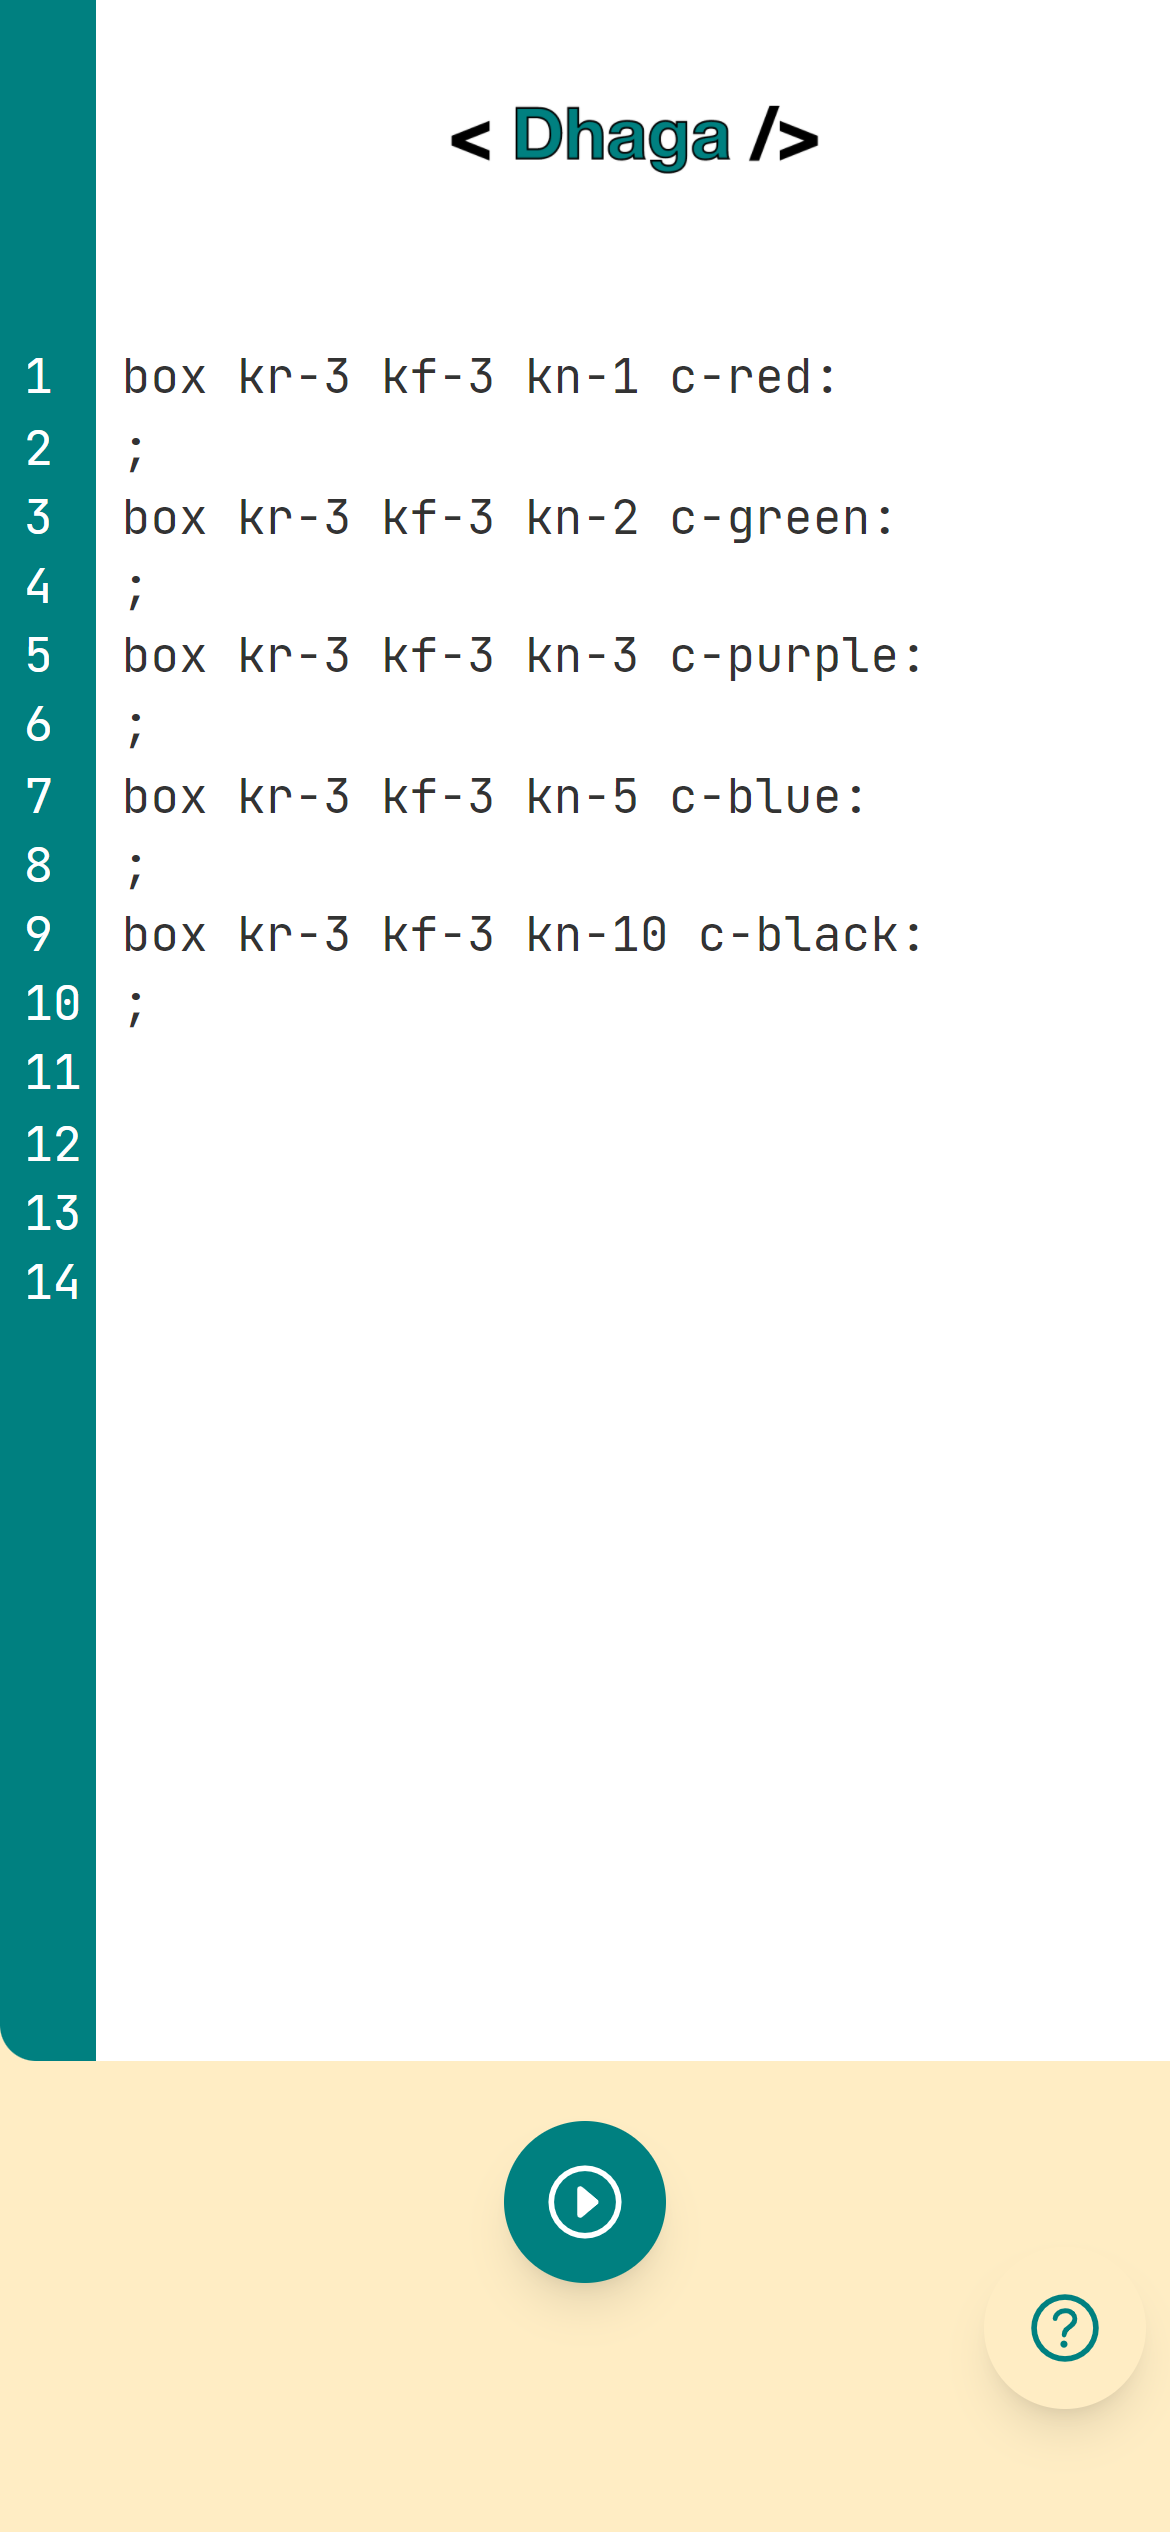 < Dhaga />
1 box kr-3 kf-3 kn-1 c-red:
2 ;
3 box kr-3 kf-3 kn-2 c-green:
4 ;
5 box kr-3 kf-3 kn-3 c-purple:
6 ;
7 box kr-3 kf-3 kn-5 c-blue:
8 ;
9 box kr-3 kf-3 kn-10 c-black:
10 ;
11
12
13
14
?